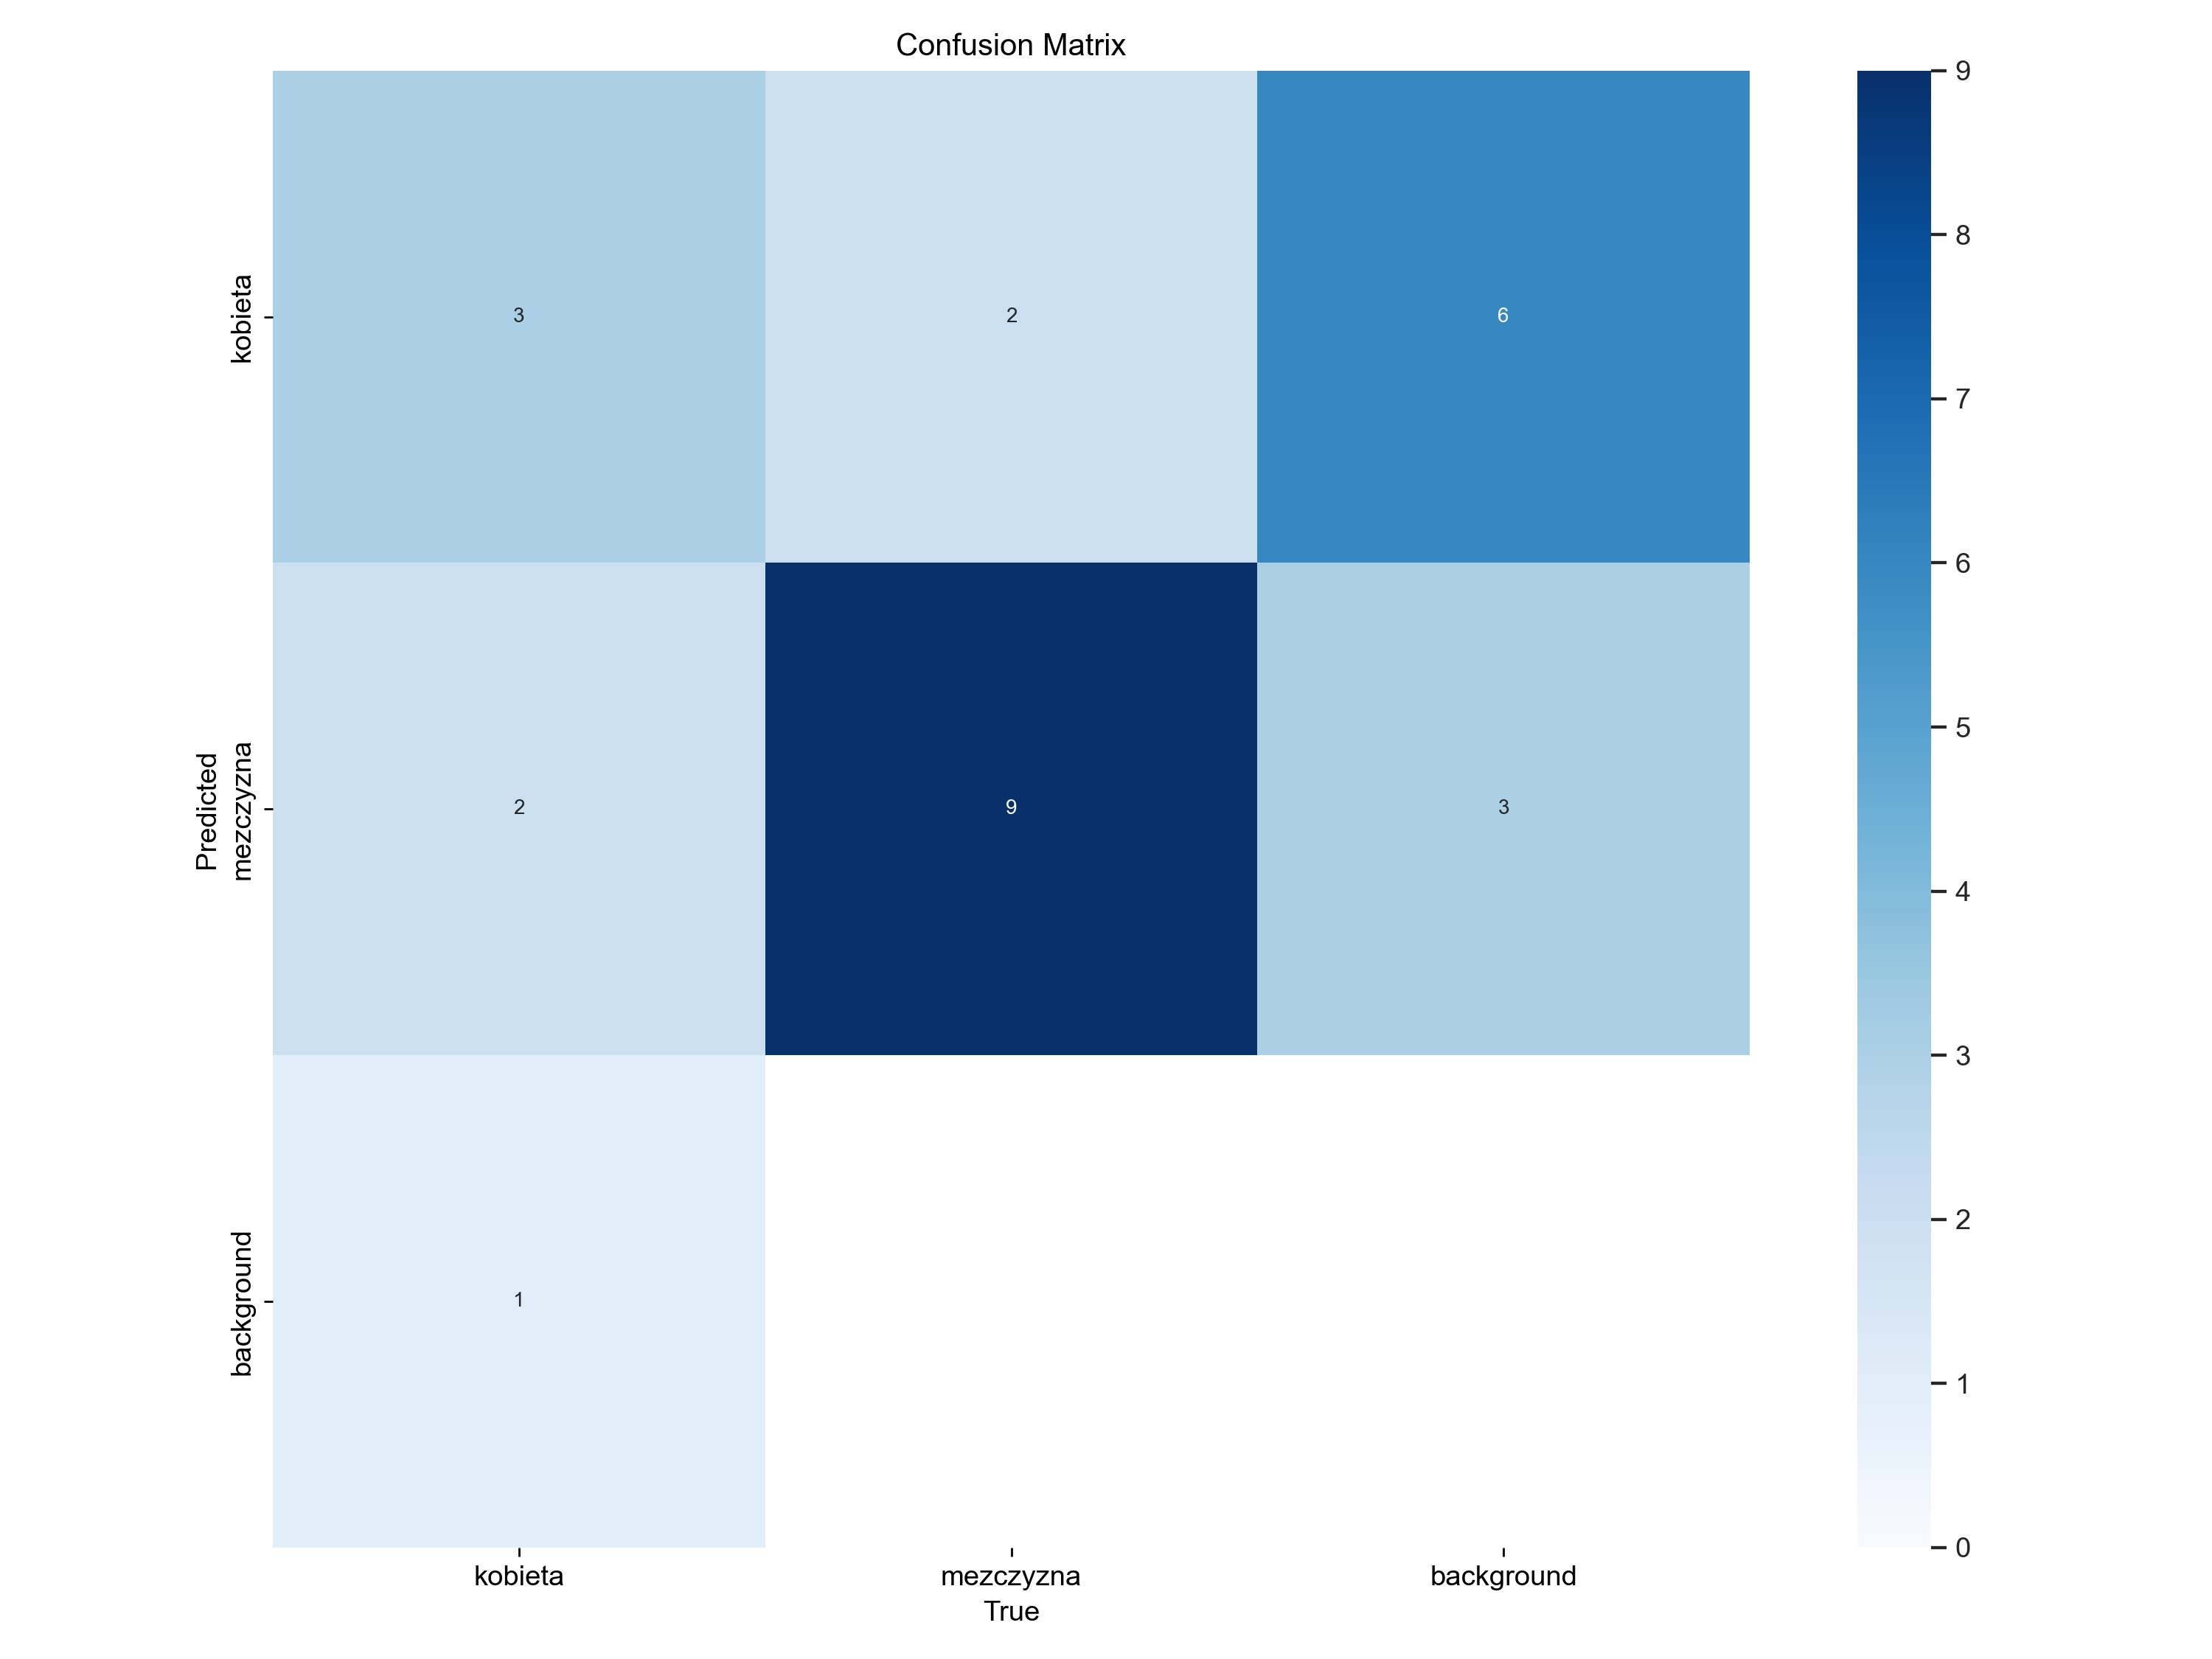 Confusion Matrix
Predicted
kobieta
mezczyzna
background
3
2
6
2
9
3
1
kobieta
mezczyzna
background
True
9
8
7
6
5
4
3
2
1
0